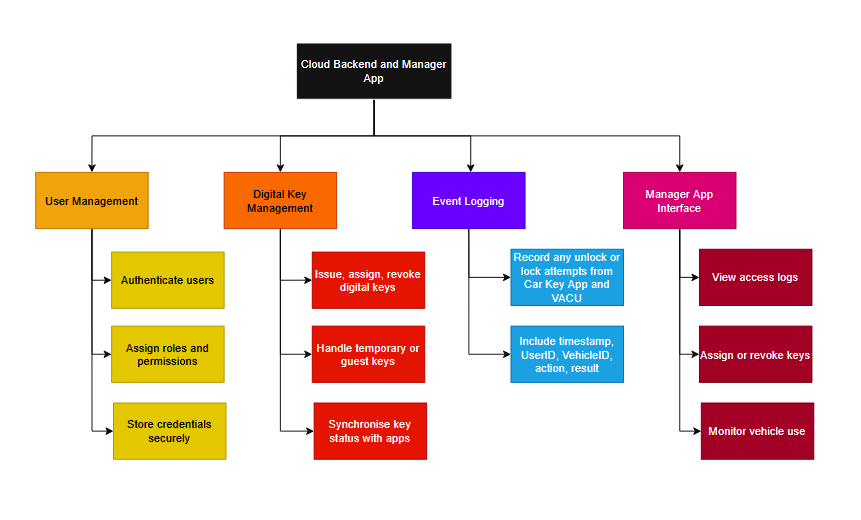 Cloud Backend and Manager
App
User Management
Digital Key
Management
Event Logging
Manager App
Interface
Authenticate users
Issue, assign, revoke
digital keys
Record any unlock or
lock attempts from
Car Key App and
VACU
View access logs
Assign roles and
permissions
Handle temporary or
guest keys
Include timestamp,
UserID, VehicleID,
action, result
Assign or revoke keys
Store credentials
securely
Synchronise key
status with apps
Monitor vehicle use